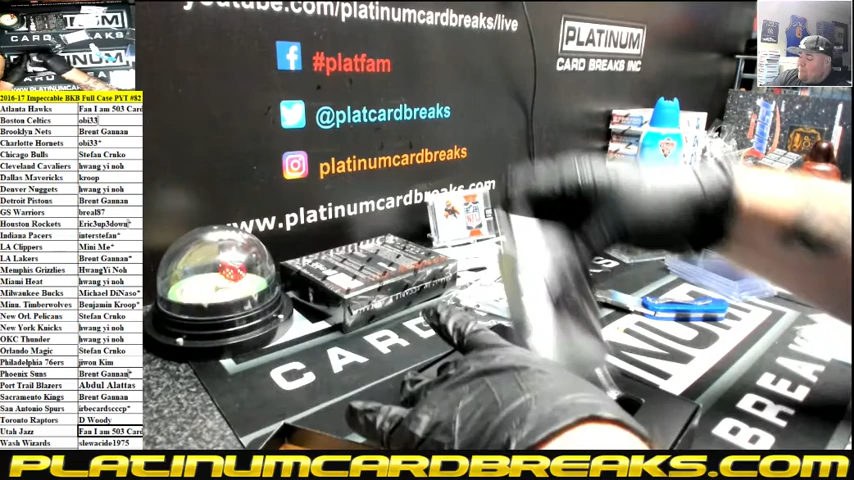 youtube.com/platinumcardbreaks/live
PLATINUM
CARD BREAKS INC
#platfam
@platcardbreaks
platinumcardbreaks
www.platinumcardbreaks.com
2016-17 Impeccable BKB Full Case PYT #82
Atlanta Hawks Fan I am 503 Card
Boston Celtics obi33
Brooklyn Nets Brent Gannan
Charlotte Hornets obi33*
Chicago Bulls Stefan Crnko
Cleveland Cavaliers hwang yi noh
Dallas Mavericks kroop
Denver Nuggets hwang yi noh
Detroit Pistons Brent Gannan
GS Warriors breal87
Houston Rockets Eric3up3down*
Indiana Pacers interstefan*
LA Clippers Mini Me*
LA Lakers Brent Gannan*
Memphis Grizzlies HwangYi Noh
Miami Heat hwang yi noh
Milwaukee Bucks Michael DiNaso*
Minn. Timberwolves Benjamin Kroop*
New Orl. Pelicans Stefan Crnko
New York Knicks hwang yi noh
OKC Thunder hwang yi noh
Orlando Magic Stefan Crnko
Philadelphia 76ers jiwon Kim
Phoenix Suns Brent Gannan*
Port Trail Blazers Abdul Alattas
Sacramento Kings Brent Gannan
San Antonio Spurs irbecardscccp*
Toronto Raptors D Woody
Utah Jazz Fan I am 503 Card
Wash Wizards slewacide1975
CARD
BREAK
PLATINUMCARDBREAKS.COM